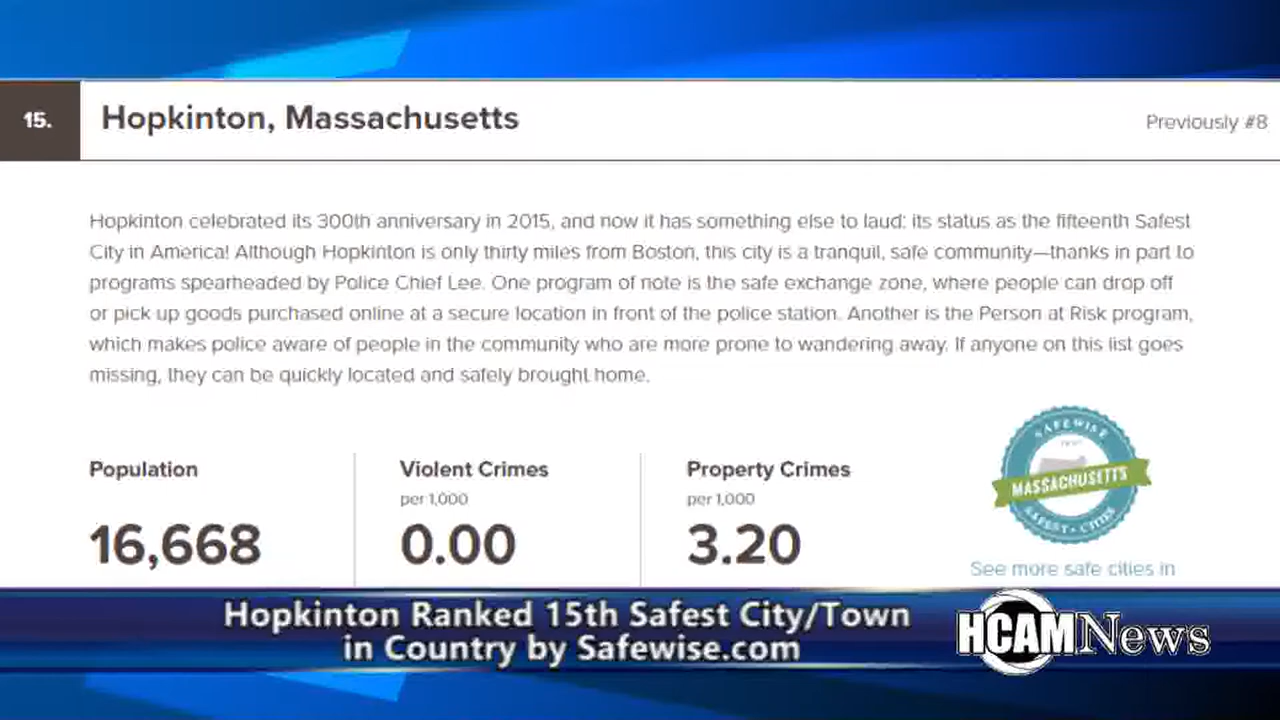 15.
Hopkinton, Massachusetts
Previously #8
Hopkinton celebrated its 300th anniversary in 2015, and now it has something else to laud: its status as the fifteenth Safest
City in America! Although Hopkinton is only thirty miles from Boston, this city is a tranquil, safe community—thanks in part to
programs spearheaded by Police Chief Lee. One program of note is the safe exchange zone, where people can drop off
or pick up goods purchased online at a secure location in front of the police station. Another is the Person at Risk program,
which makes police aware of people in the community who are more prone to wandering away. If anyone on this list goes
missing, they can be quickly located and safely brought home.
Population
16,668
Violent Crimes
per 1,000
0.00
Property Crimes
per 1,000
3.20
SAFEWISE
MASSACHUSETTS
SAFEST • CITIES
See more safe cities in
Hopkinton Ranked 15th Safest City/Town
in Country by Safewise.com
HCAM News